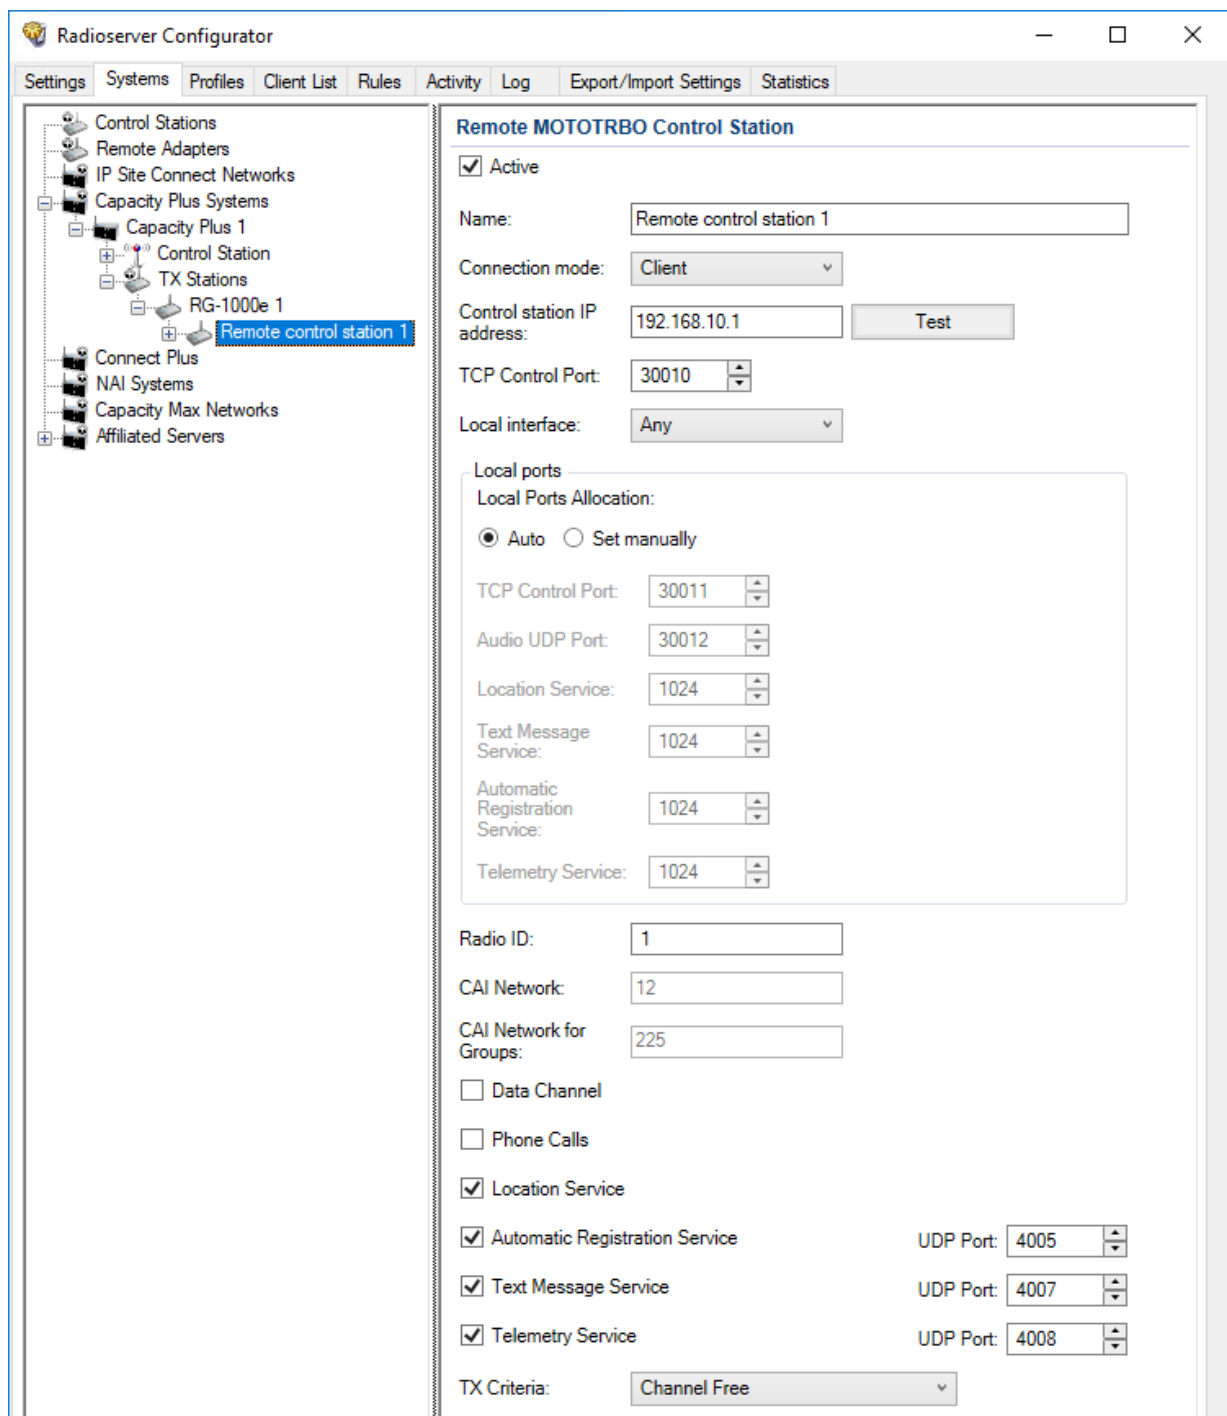 Radioserver Configurator
Settings Systems Profiles Client List Rules Activity Log Export/Import Settings Statistics
Control Stations
Remote Adapters
IP Site Connect Networks
Capacity Plus Systems
Capacity Plus 1
Control Station
TX Stations
RG-1000e 1
Remote control station 1
Connect Plus
NAI Systems
Capacity Max Networks
Affiliated Servers
Remote MOTOTRBO Control Station
Active
Name: Remote control station 1
Connection mode: Client
Control station IP
address: 192.168.10.1 Test
TCP Control Port: 30010
Local interface: Any
Local ports
Local Ports Allocation:
Auto Set manually
TCP Control Port: 30011
Audio UDP Port: 30012
Location Service: 1024
Text Message
Service: 1024
Automatic
Registration
Service: 1024
Telemetry Service: 1024
Radio ID: 1
CAI Network: 12
CAI Network for
Groups: 225
Data Channel
Phone Calls
Location Service
Automatic Registration Service UDP Port: 4005
Text Message Service UDP Port: 4007
Telemetry Service UDP Port: 4008
TX Criteria: Channel Free